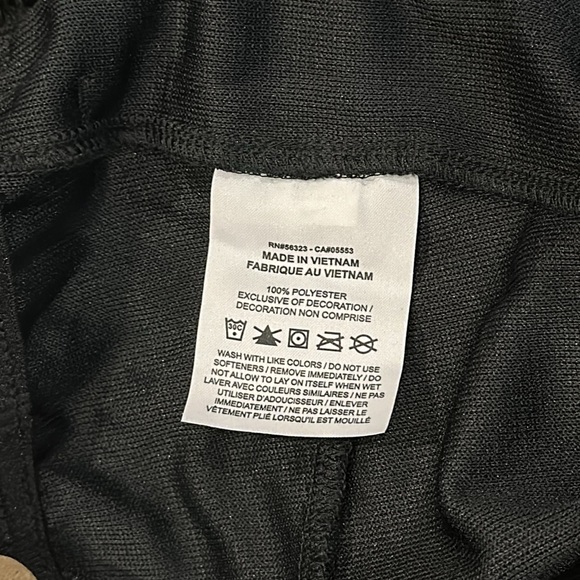 RN#56323 - CA#05553
MADE IN VIETNAM
FABRIQUE AU VIETNAM
100% POLYESTER
EXCLUSIVE OF DECORATION /
DECORATION NON COMPRISE
30C
WASH WITH LIKE COLORS / DO NOT USE
SOFTENERS / REMOVE IMMEDIATELY / DO
NOT ALLOW TO LAY ON ITSELF WHEN WET
LAVER AVEC COULEURS SIMILAIRES / NE PAS
UTILISER D'ADOUCISSEUR / ENLEVER
IMMEDIATEMENT / NE PAS LAISSER LE
VÊTEMENT PLIÉ LORSQU'IL EST MOUILLÉ